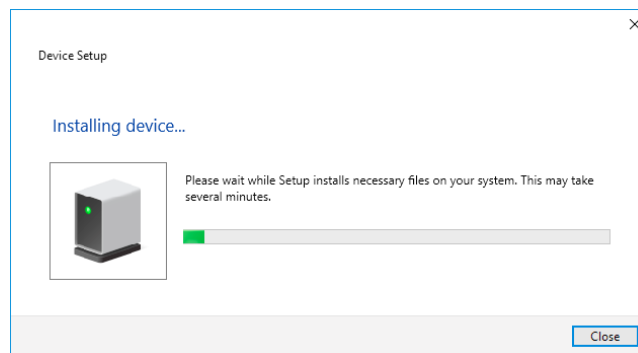 Device Setup
Installing device...
Please wait while Setup installs necessary files on your system. This may take
several minutes.
Close